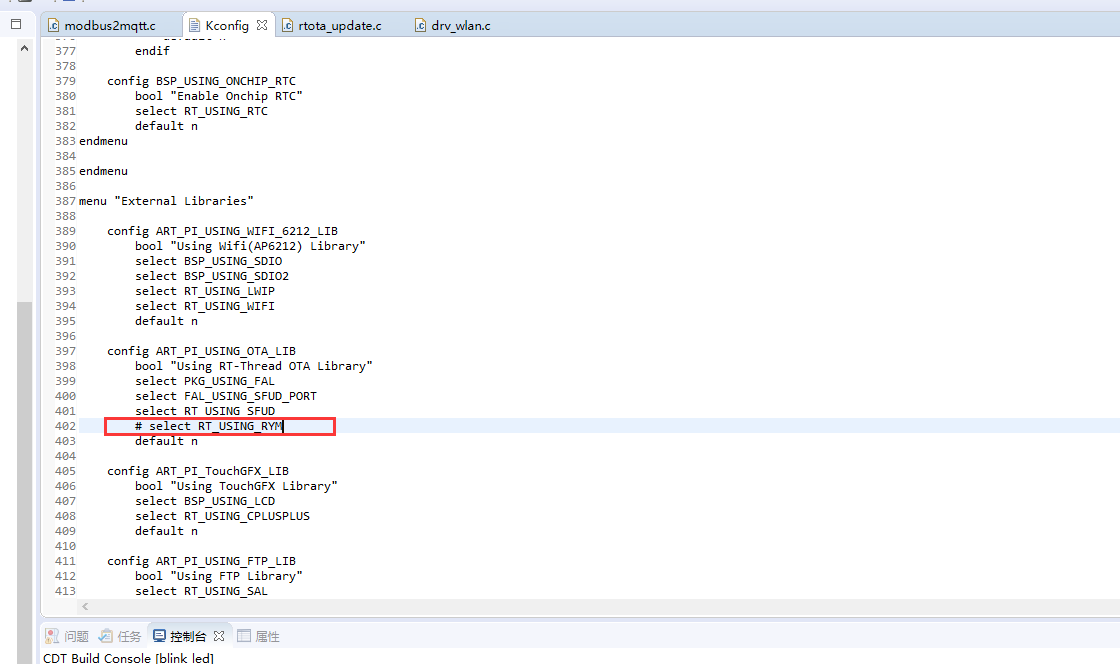 modbus2mqtt.c Kconfig rtota_update.c drv_wlan.c
377 endif
378
379 config BSP_USING_ONCHIP_RTC
380 bool "Enable Onchip RTC"
381 select RT_USING_RTC
382 default n
383 endmenu
384
385 endmenu
386
387 menu "External Libraries"
388
389 config ART_PI_USING_WIFI_6212_LIB
390 bool "Using Wifi(AP6212) Library"
391 select BSP_USING_SDIO
392 select BSP_USING_SDIO2
393 select RT_USING_LWIP
394 select RT_USING_WIFI
395 default n
396
397 config ART_PI_USING_OTA_LIB
398 bool "Using RT-Thread OTA Library"
399 select PKG_USING_FAL
400 select FAL_USING_SFUD_PORT
401 select RT_USING_SFUD
402 # select RT_USING_RYM
403 default n
404
405 config ART_PI_TouchGFX_LIB
406 bool "Using TouchGFX Library"
407 select BSP_USING_LCD
408 select RT_USING_CPLUSPLUS
409 default n
410
411 config ART_PI_USING_FTP_LIB
412 bool "Using FTP Library"
413 select RT_USING_SAL
问题 任务 控制台 属性
CDT Build Console [blink_led]